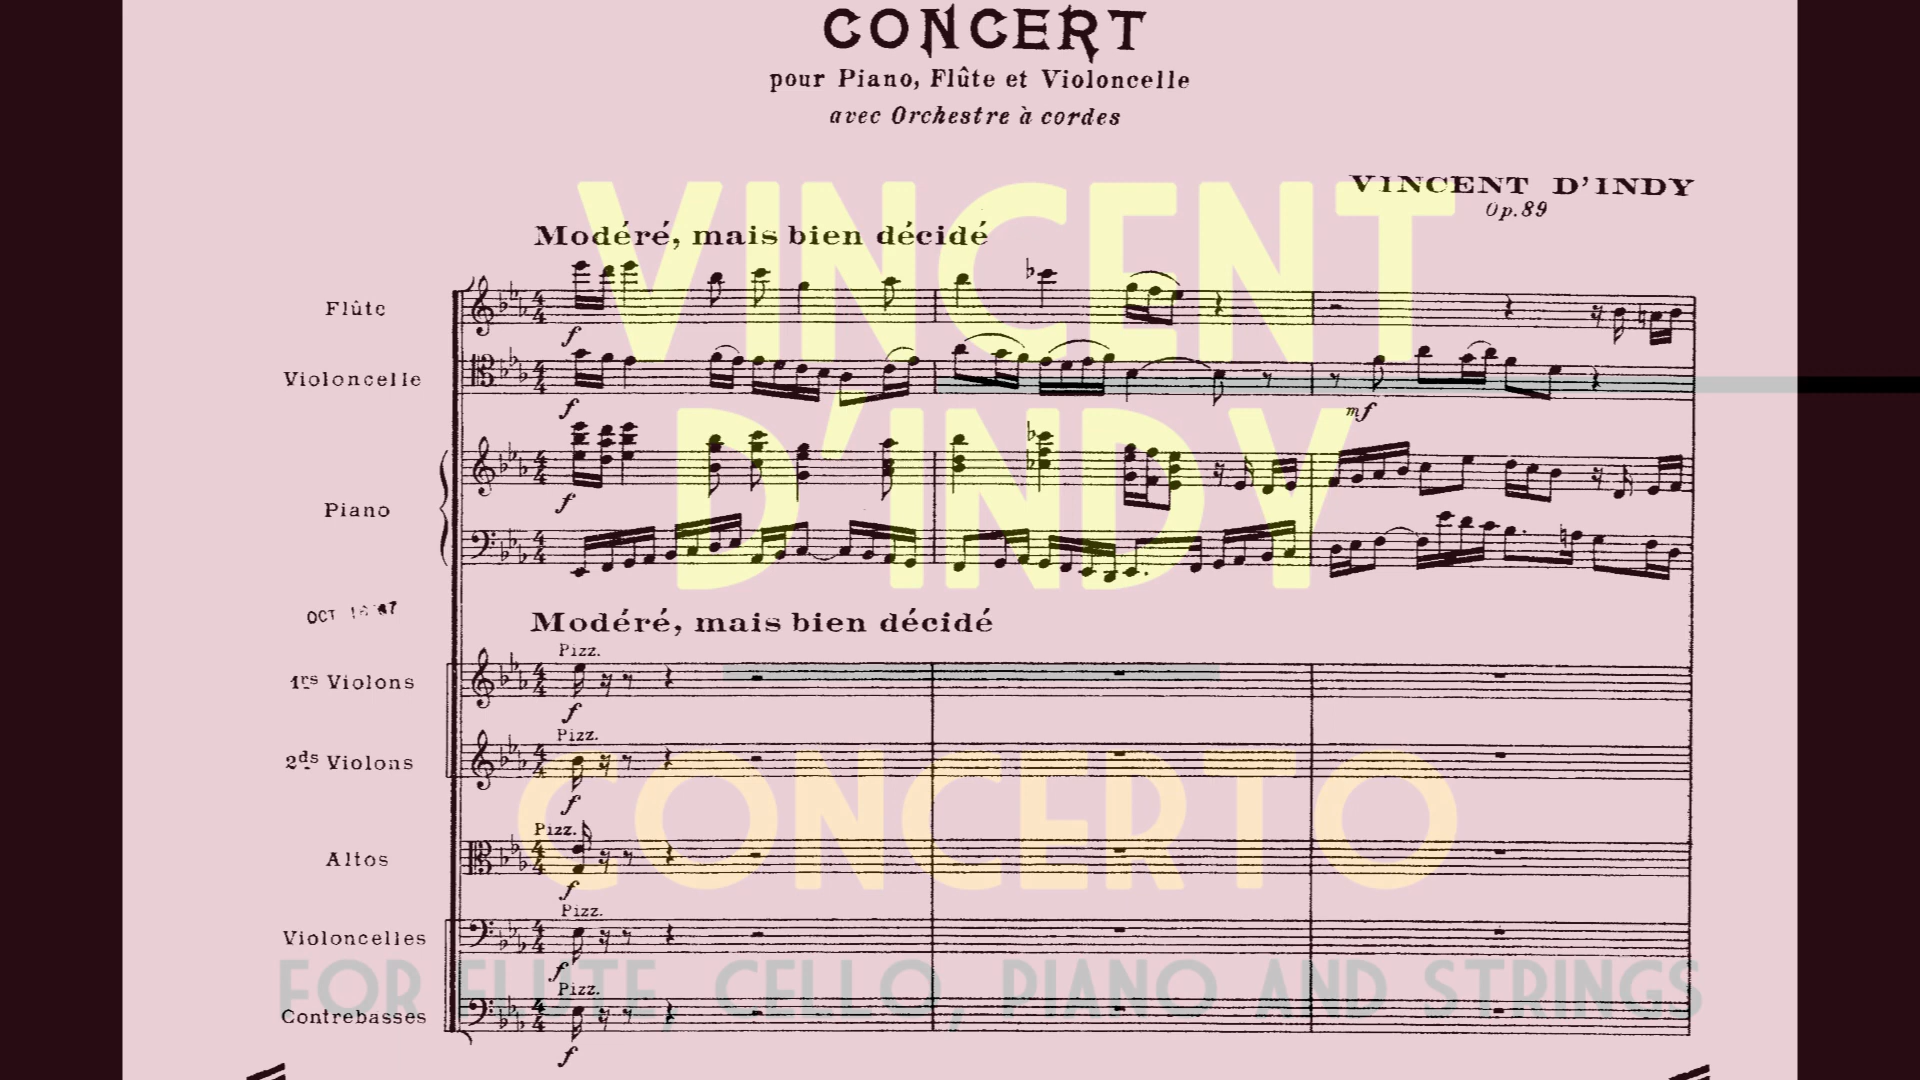 CONCERT
pour Piano, Flûte et Violoncelle
avec Orchestre à cordes
VINCENT D'INDY
Op. 89
VINCENT
D'INDY
CONCERTO
FOR FLUTE, CELLO, PIANO AND STRINGS
Modéré, mais bien décidé
Flûte
f
Violoncelle
f
mf
Piano
f
OCT
Modéré, mais bien décidé
Pizz.
1rs Violons
f
Pizz.
2ds Violons
f
Pizz.
Altos
f
Pizz.
Violoncelles
f
Pizz.
Contrebasses
f